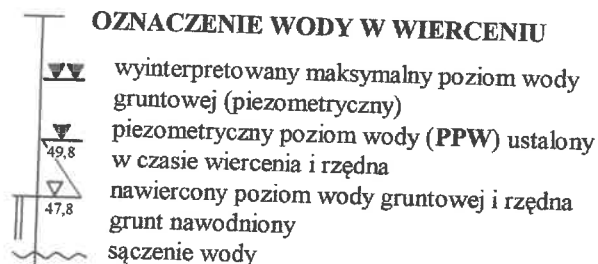 OZNACZENIE WODY W WIERCENIU
wyinterpretowany maksymalny poziom wody
gruntowej (piezometryczny)
piezometryczny poziom wody (PPW) ustalony
49,8
w czasie wiercenia i rzędna
nawiercony poziom wody gruntowej i rzędna
47,8
grunt nawodniony
sączenie wody